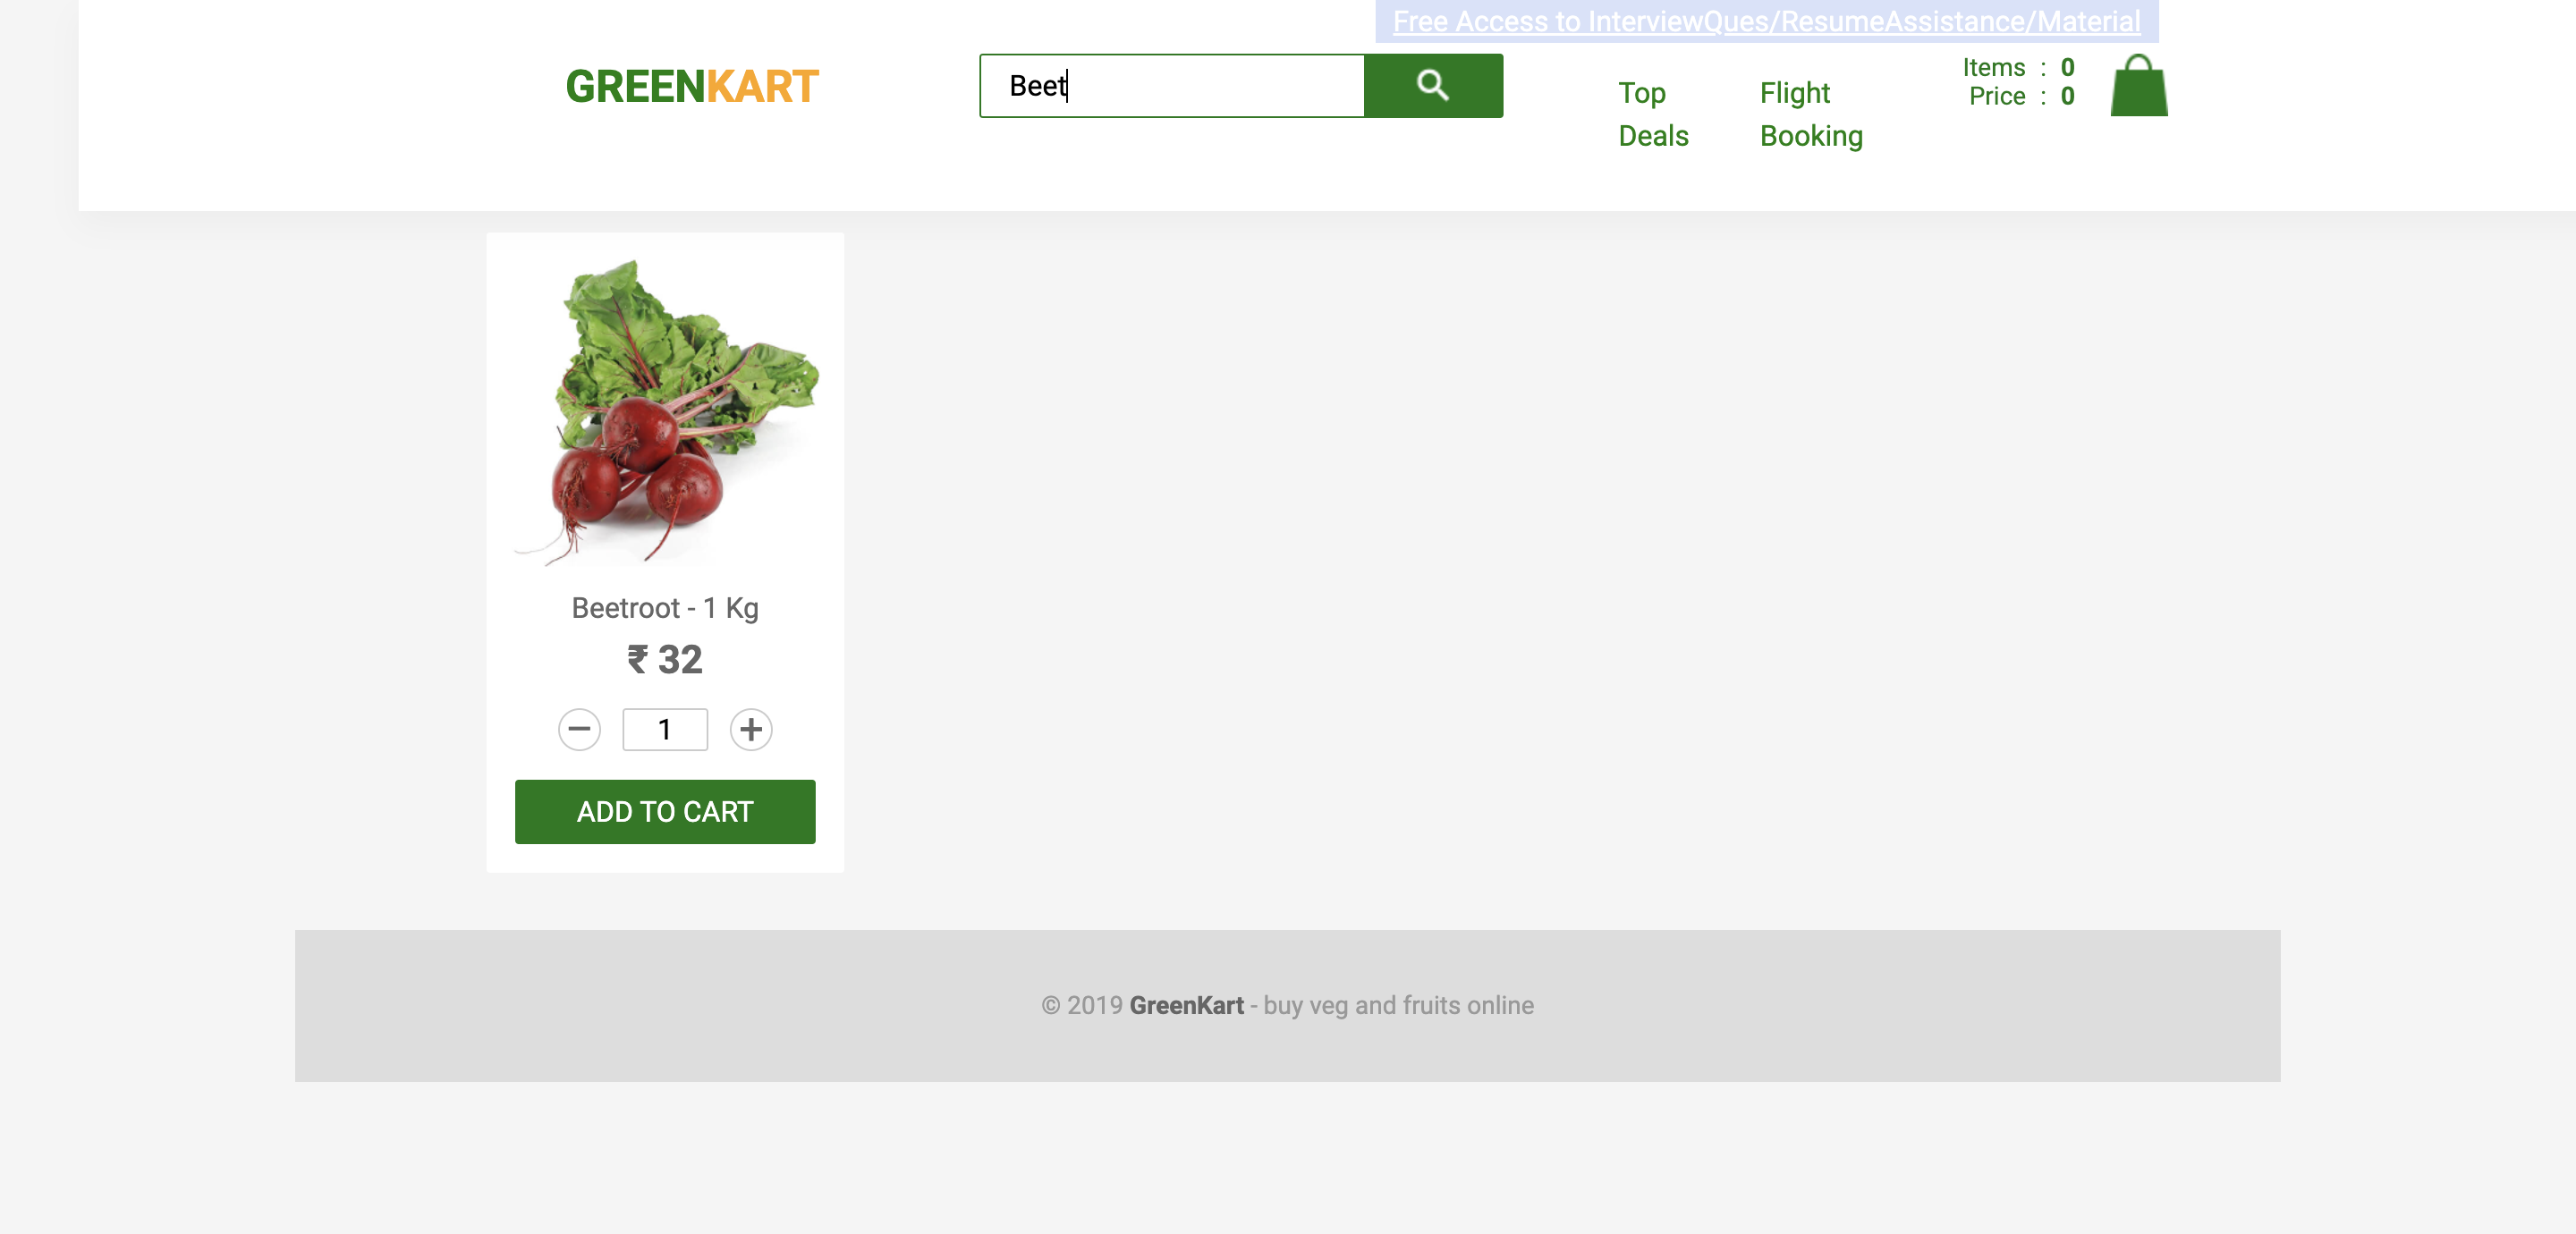 Free Access to InterviewQues/ResumeAssistance/Material
GREENKART
Beet
Top Deals
Flight Booking
Items : 0
Price : 0
Beetroot - 1 Kg
₹ 32
1
ADD TO CART
© 2019 GreenKart - buy veg and fruits online